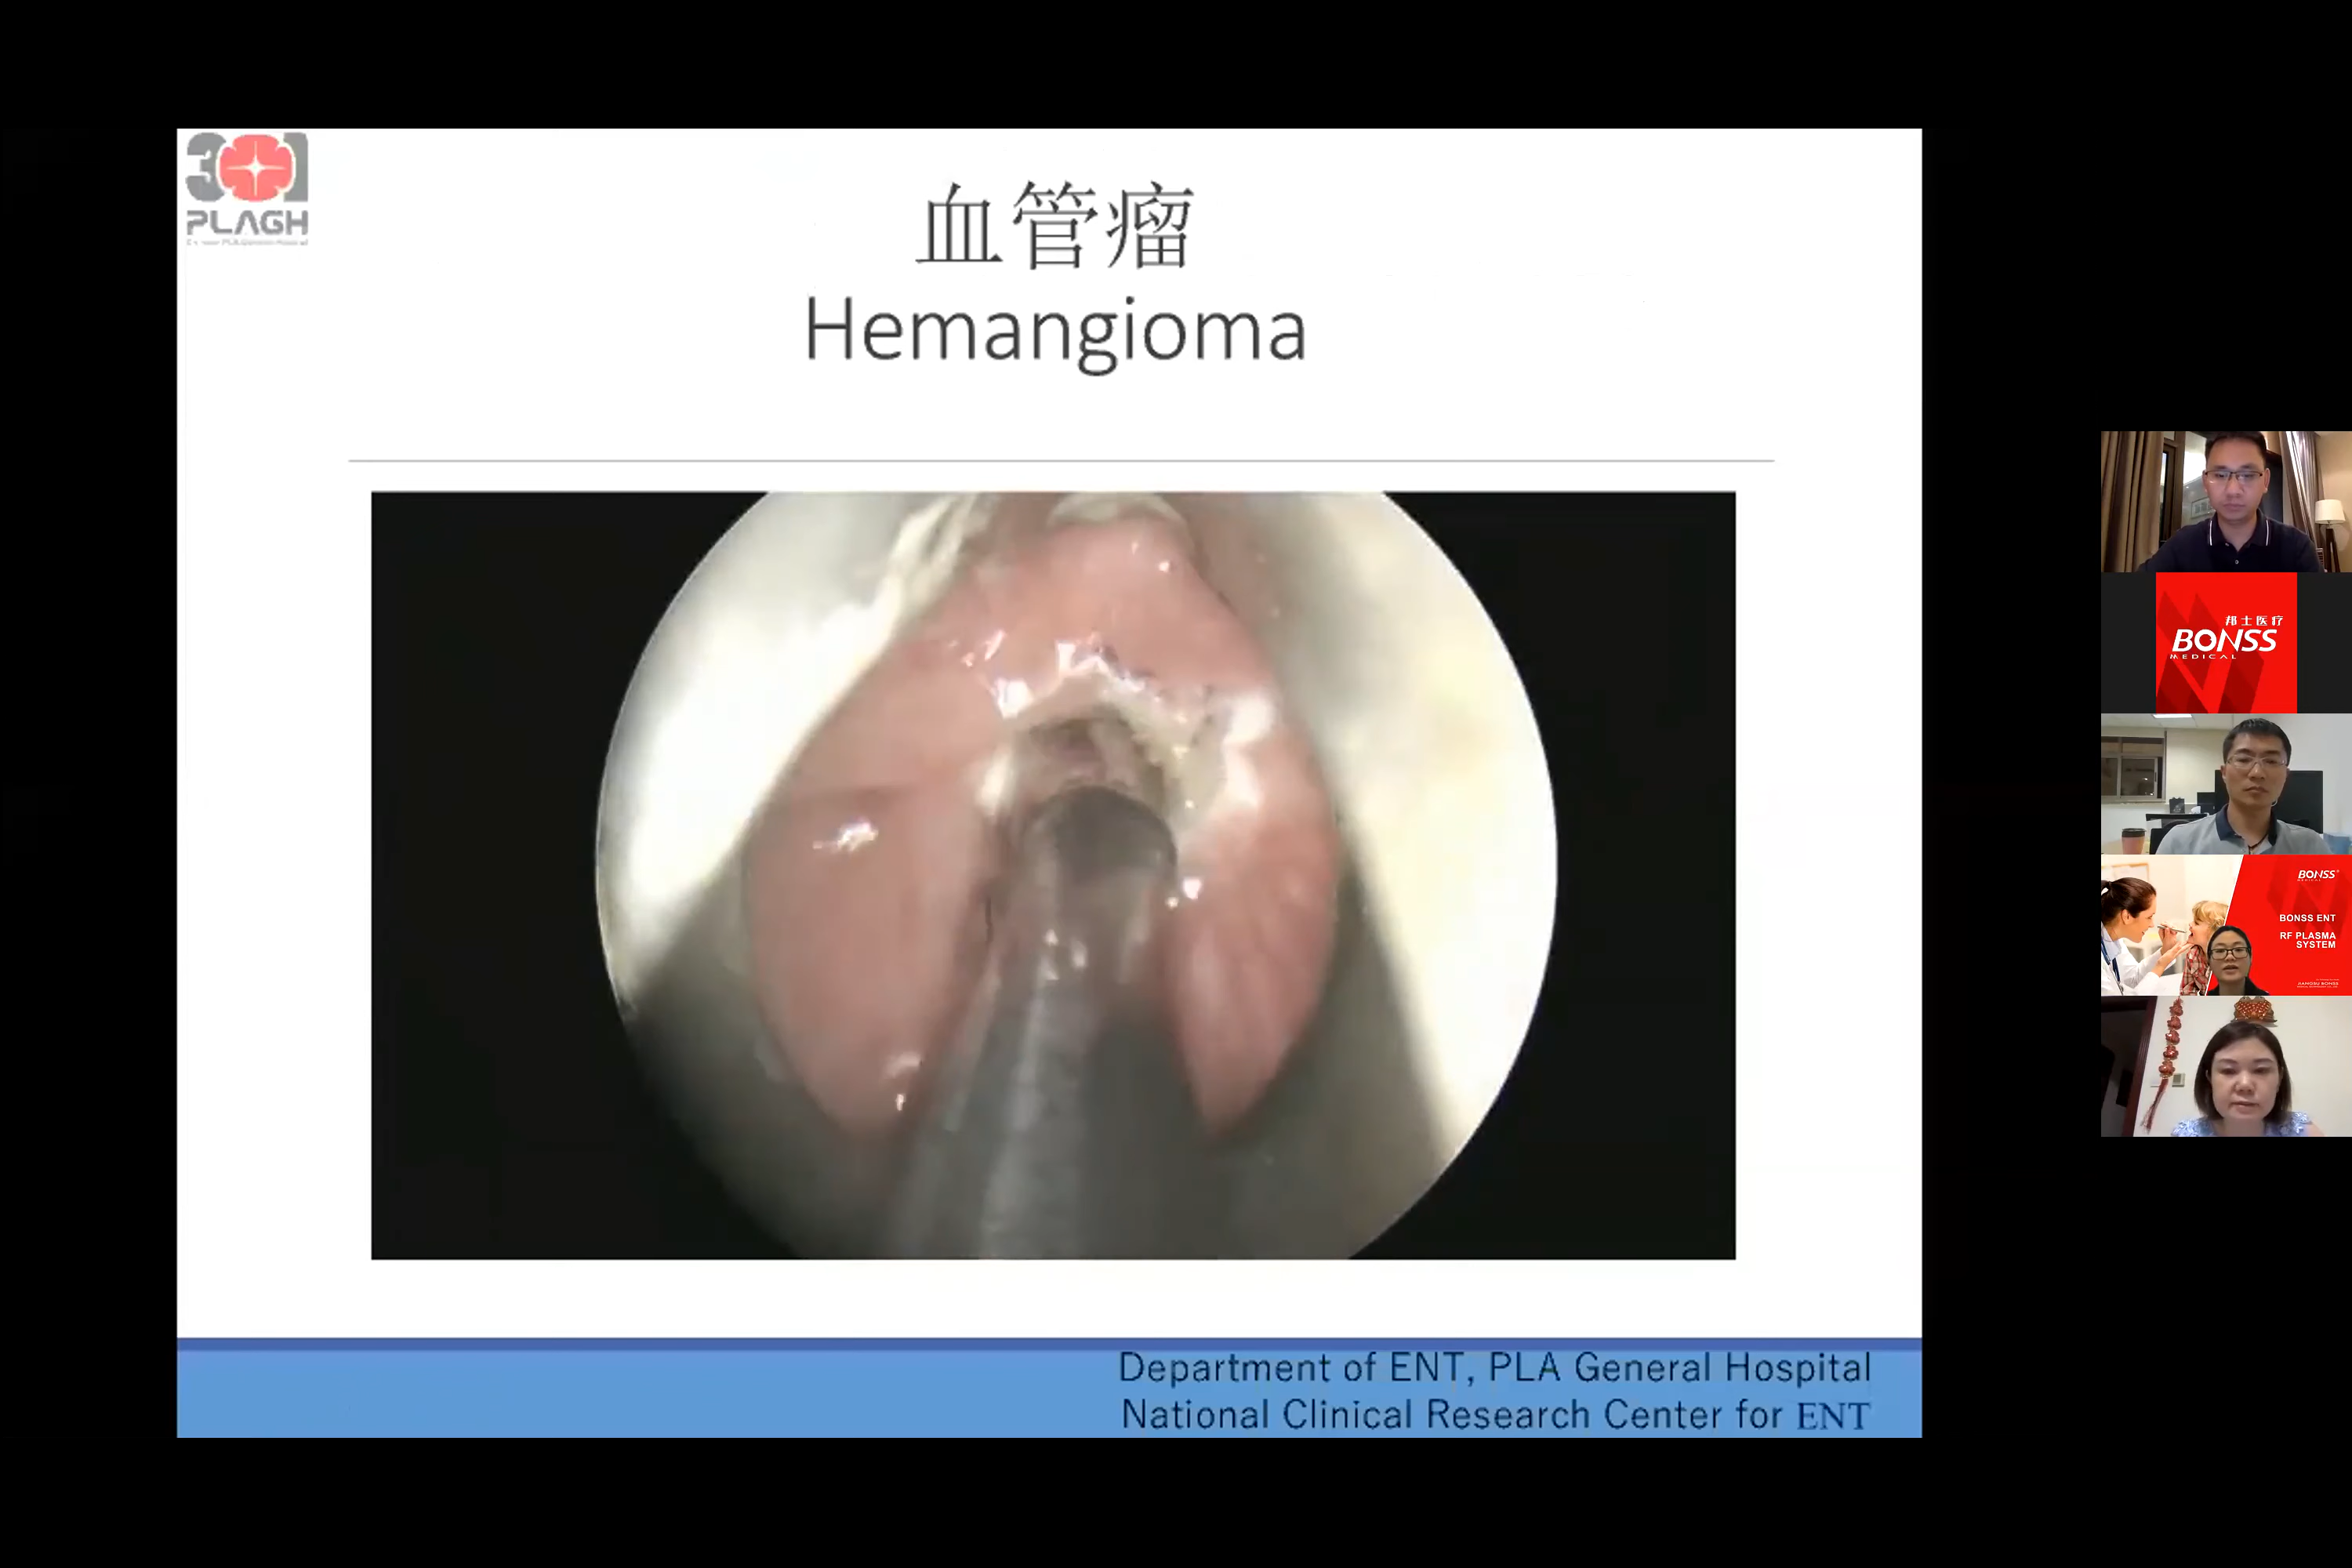 301
PLAGH
血管瘤
Hemangioma
Department of ENT, PLA General Hospital
National Clinical Research Center for ENT
邦士医疗
BONSS
MEDICAL
BONSS
BONSS ENT
RF PLASMA
SYSTEM